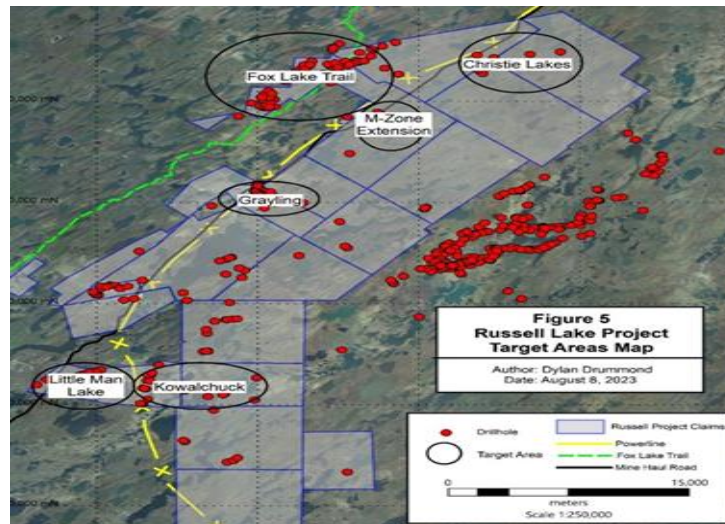 Fox Lake Trail
Christie Lakes
M-Zone
Extension
Grayling
Little Man
Lake
Kowalchuck
Figure 5
Russell Lake Project
Target Areas Map
Author: Dylan Drummond
Date: August 8, 2023
Drillhole
Target Area
Russell Project Claims
Powerline
Fox Lake Trail
Mine Haul Road
0
15,000
meters
Scale 1:250,000